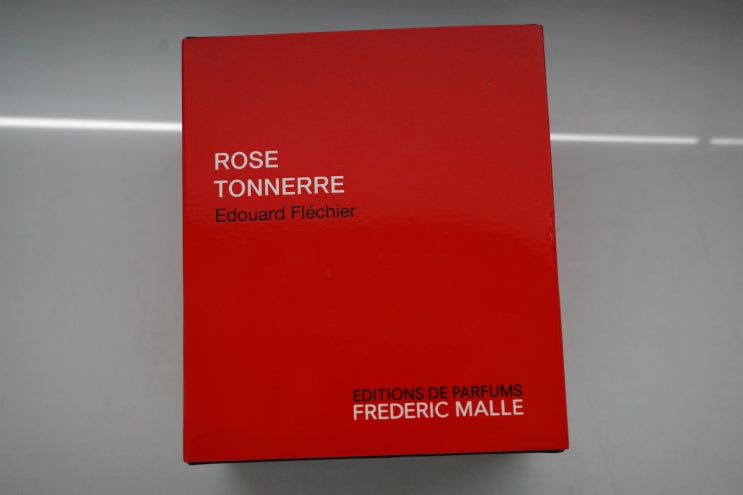 ROSE
TONNERRE
Edouard Fléchier
EDITIONS DE PARFUMS
FREDERIC MALLE